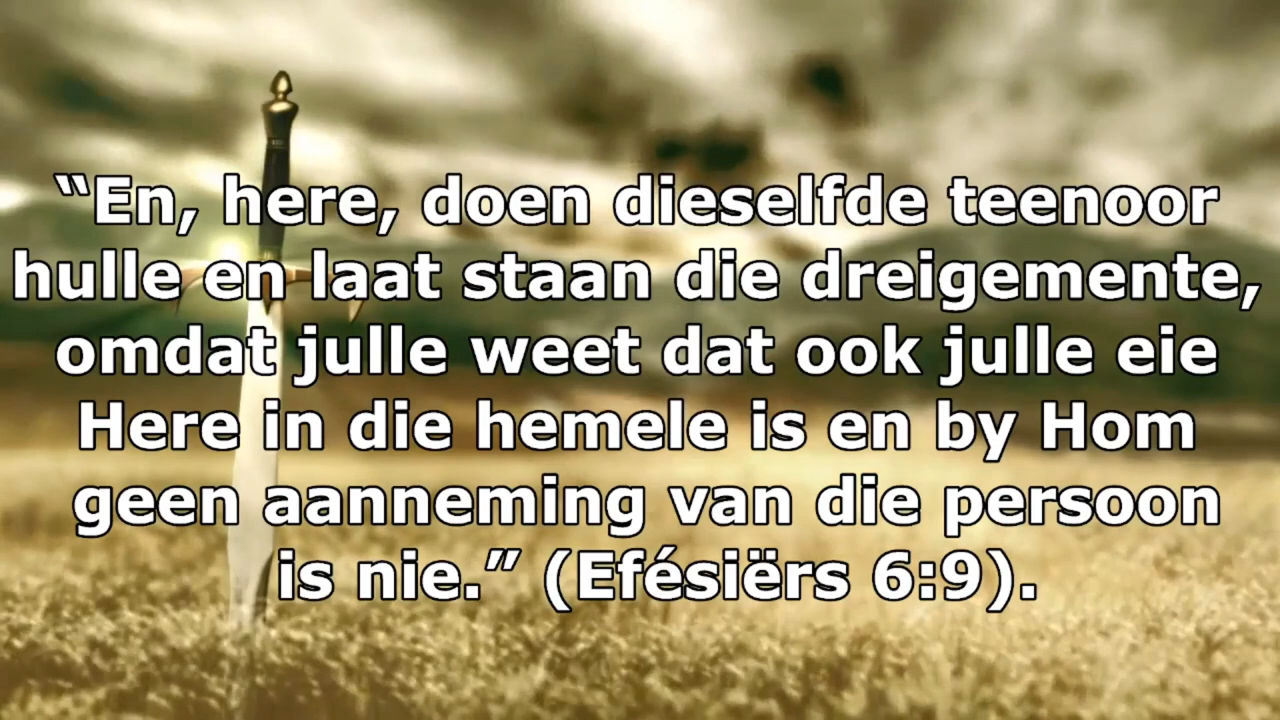 “En, here, doen dieselfde teenoor
hulle en laat staan die dreigemente,
omdat julle weet dat ook julle eie
Here in die hemele is en by Hom
geen aanneming van die persoon
is nie.” (Efésiërs 6:9).